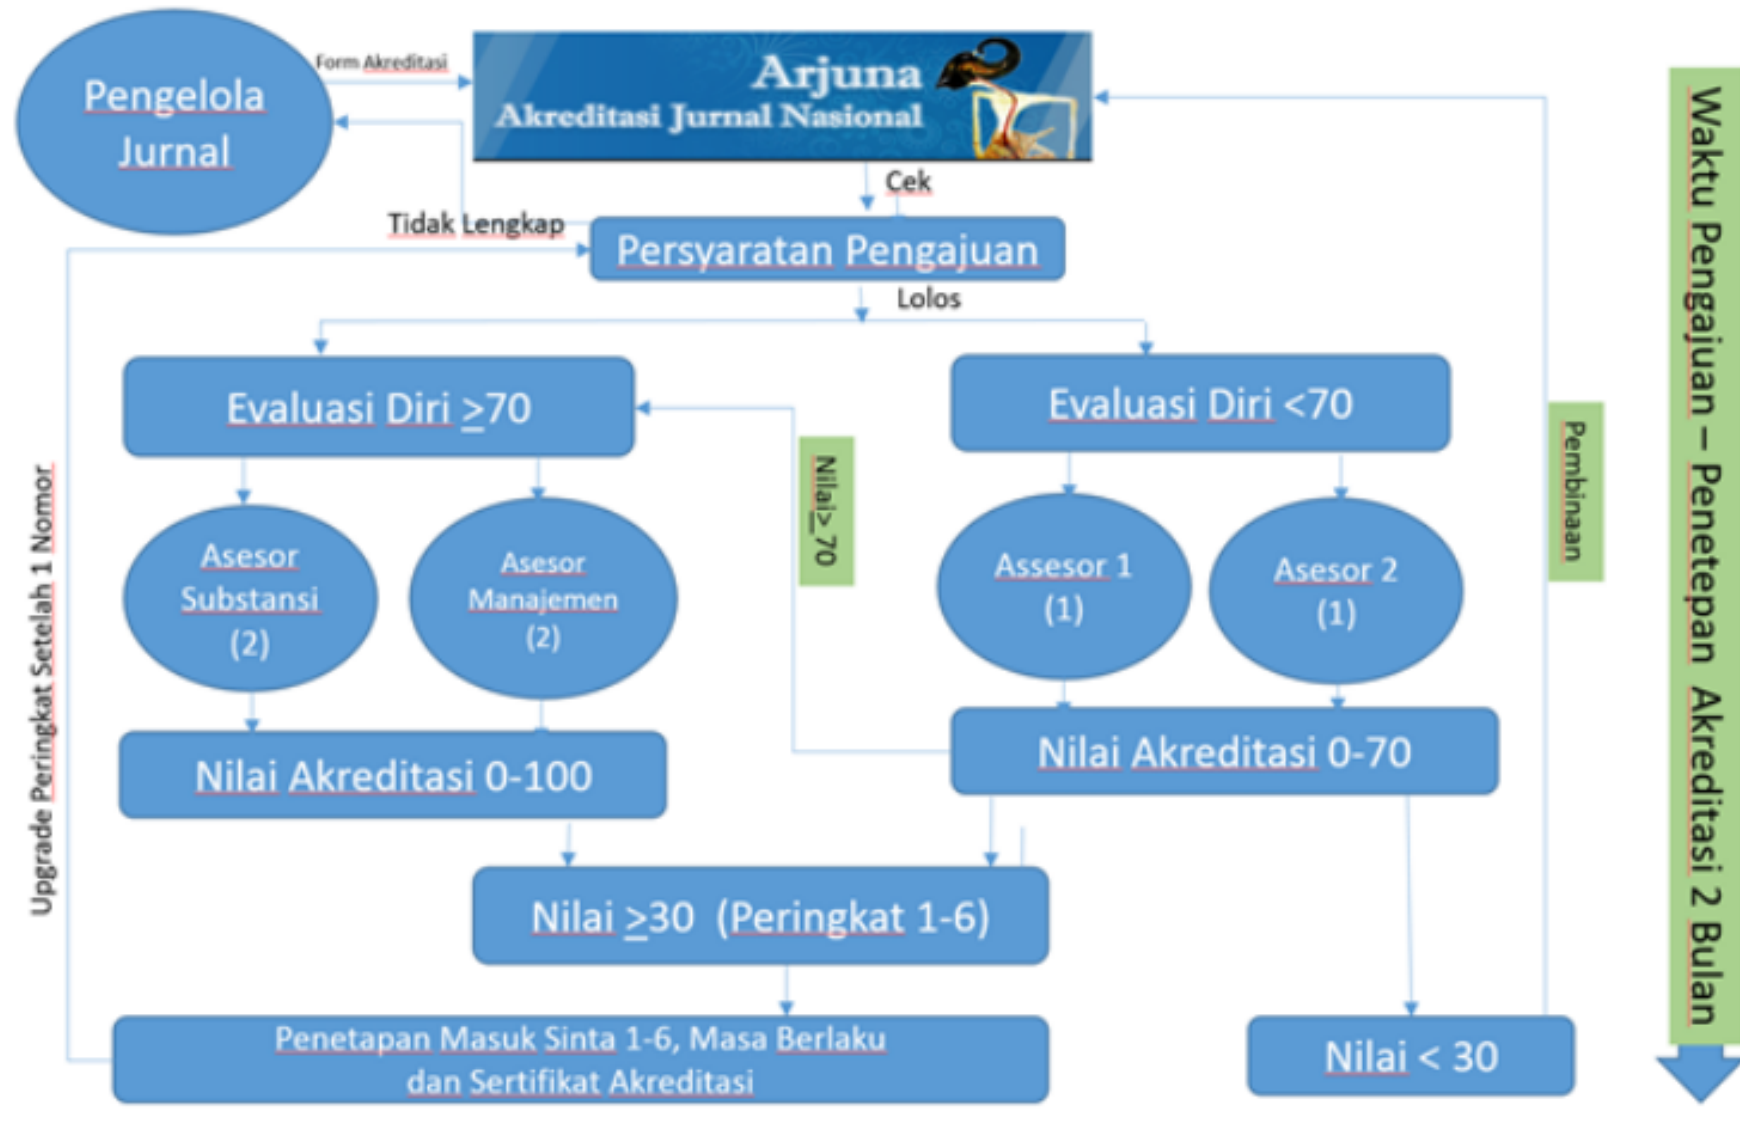 Pengelola
Jurnal
Form Akreditasi
Arjuna
Akreditasi Jurnal Nasional
Cek
Tidak Lengkap
Persyaratan Pengajuan
Lolos
Evaluasi Diri ≥70
Evaluasi Diri <70
Nilai≥70
Pembinaan
Asesor
Substansi
(2)
Asesor
Manajemen
(2)
Assesor 1
(1)
Asesor 2
(1)
Nilai Akreditasi 0-100
Nilai Akreditasi 0-70
Nilai ≥30 (Peringkat 1-6)
Penetapan Masuk Sinta 1-6, Masa Berlaku
dan Sertifikat Akreditasi
Nilai < 30
Upgrade Peringkat Setelah 1 Nomor
Waktu Pengajuan – Penetepan Akreditasi 2 Bulan